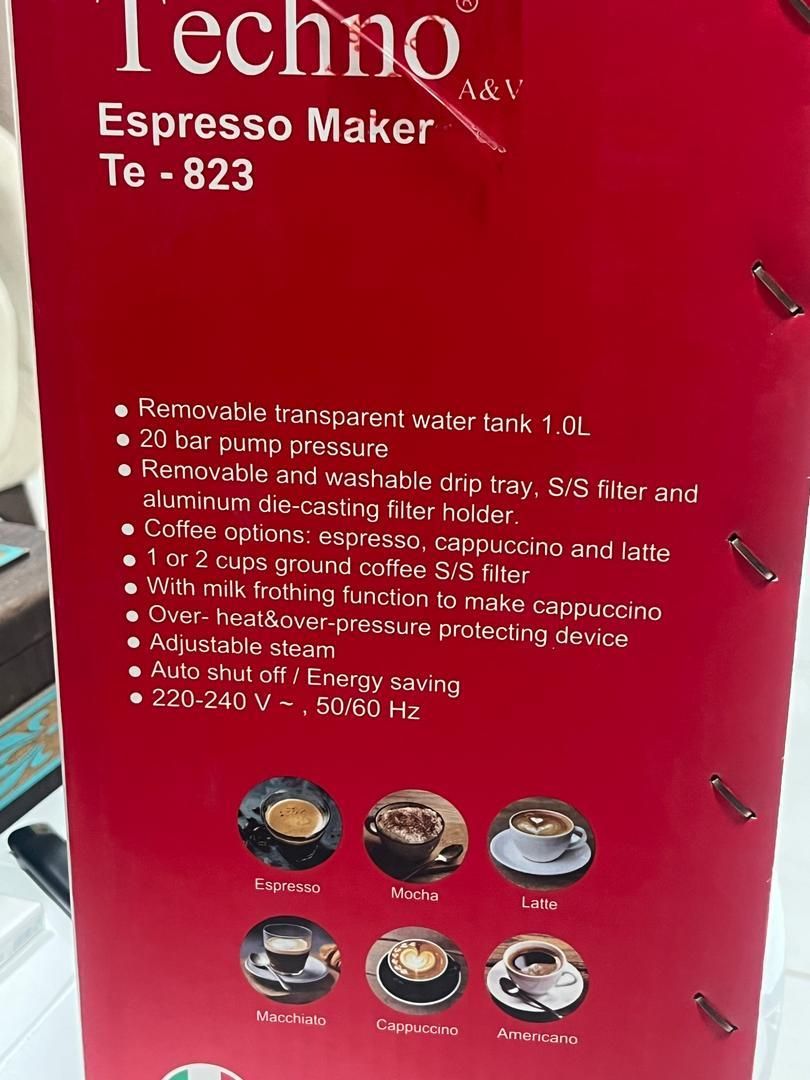 Techno®
A&V
Espresso Maker
Te - 823
● Removable transparent water tank 1.0L
● 20 bar pump pressure
● Removable and washable drip tray, S/S filter and
aluminum die-casting filter holder.
● Coffee options: espresso, cappuccino and latte
● 1 or 2 cups ground coffee S/S filter
● With milk frothing function to make cappuccino
● Over- heat&over-pressure protecting device
● Adjustable steam
● Auto shut off / Energy saving
● 220-240 V ~ , 50/60 Hz
Espresso Mocha Latte
Macchiato Cappuccino Americano